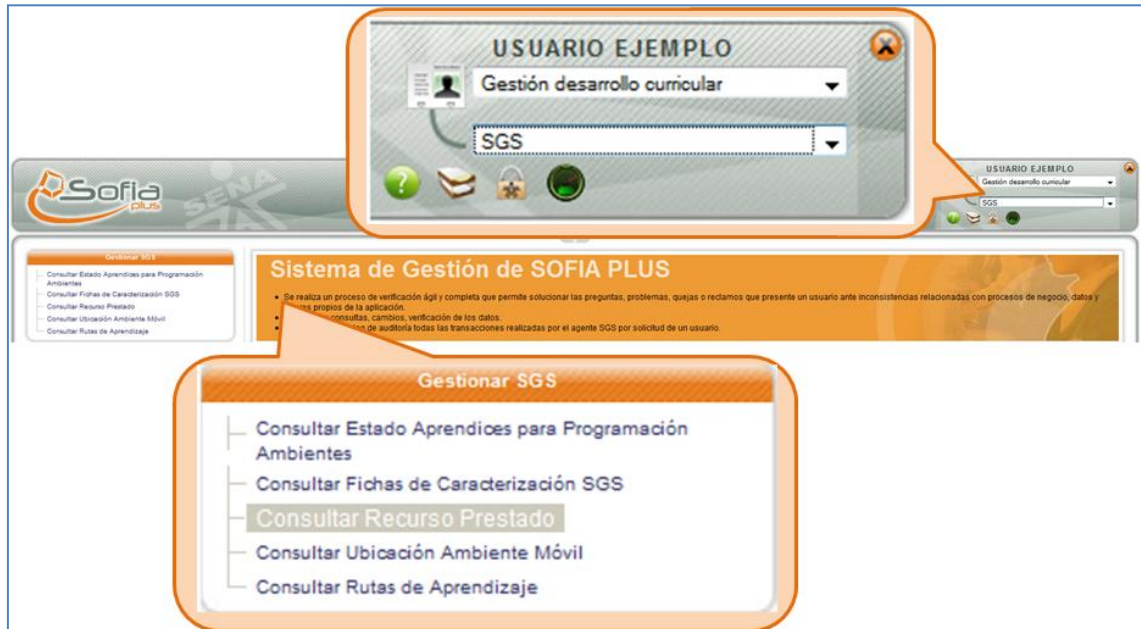 USUARIO EJEMPLO
Gestión desarrollo curricular
SGS
Sofia
plus
SENA
USUARIO EJEMPLO
Gestión desarrollo curricular
SGS
Gestionar SGS
Consultar Estado Aprendices para Programación
Ambientes
Consultar Fichas de Caracterización SGS
Consultar Recurso Prestado
Consultar Ubicación Ambiente Móvil
Consultar Rutas de Aprendizaje
Sistema de Gestión de SOFIA PLUS
Se realiza un proceso de verificación ágil y completa que permite solucionar las preguntas, problemas, quejas o reclamos que presente un usuario ante inconsistencias relacionadas con procesos de negocio, datos y
propios de la aplicación.
consultas, cambios, verificación de los datos.
de auditoría todas las transacciones realizadas por el agente SGS por solicitud de un usuario.
Gestionar SGS
Consultar Estado Aprendices para Programación
Ambientes
Consultar Fichas de Caracterización SGS
Consultar Recurso Prestado
Consultar Ubicación Ambiente Móvil
Consultar Rutas de Aprendizaje